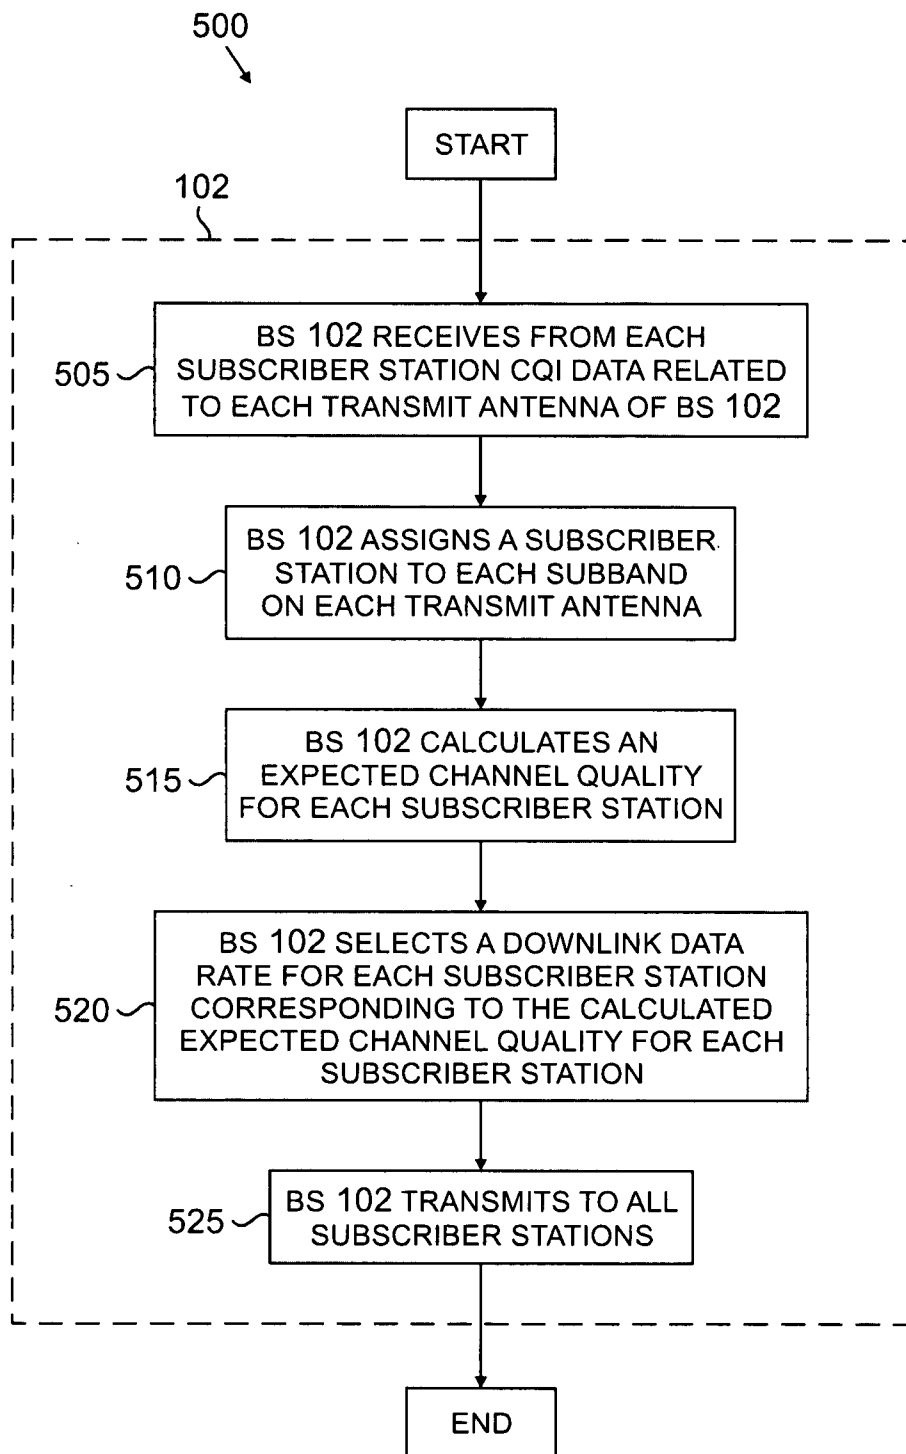 500
START
102
BS 102 RECEIVES FROM EACH
SUBSCRIBER STATION CQI DATA RELATED
TO EACH TRANSMIT ANTENNA OF BS 102
505
BS 102 ASSIGNS A SUBSCRIBER
STATION TO EACH SUBBAND
ON EACH TRANSMIT ANTENNA
510
BS 102 CALCULATES AN
EXPECTED CHANNEL QUALITY
FOR EACH SUBSCRIBER STATION
515
BS 102 SELECTS A DOWNLINK DATA
RATE FOR EACH SUBSCRIBER STATION
CORRESPONDING TO THE CALCULATED
EXPECTED CHANNEL QUALITY FOR EACH
SUBSCRIBER STATION
520
BS 102 TRANSMITS TO ALL
SUBSCRIBER STATIONS
525
END